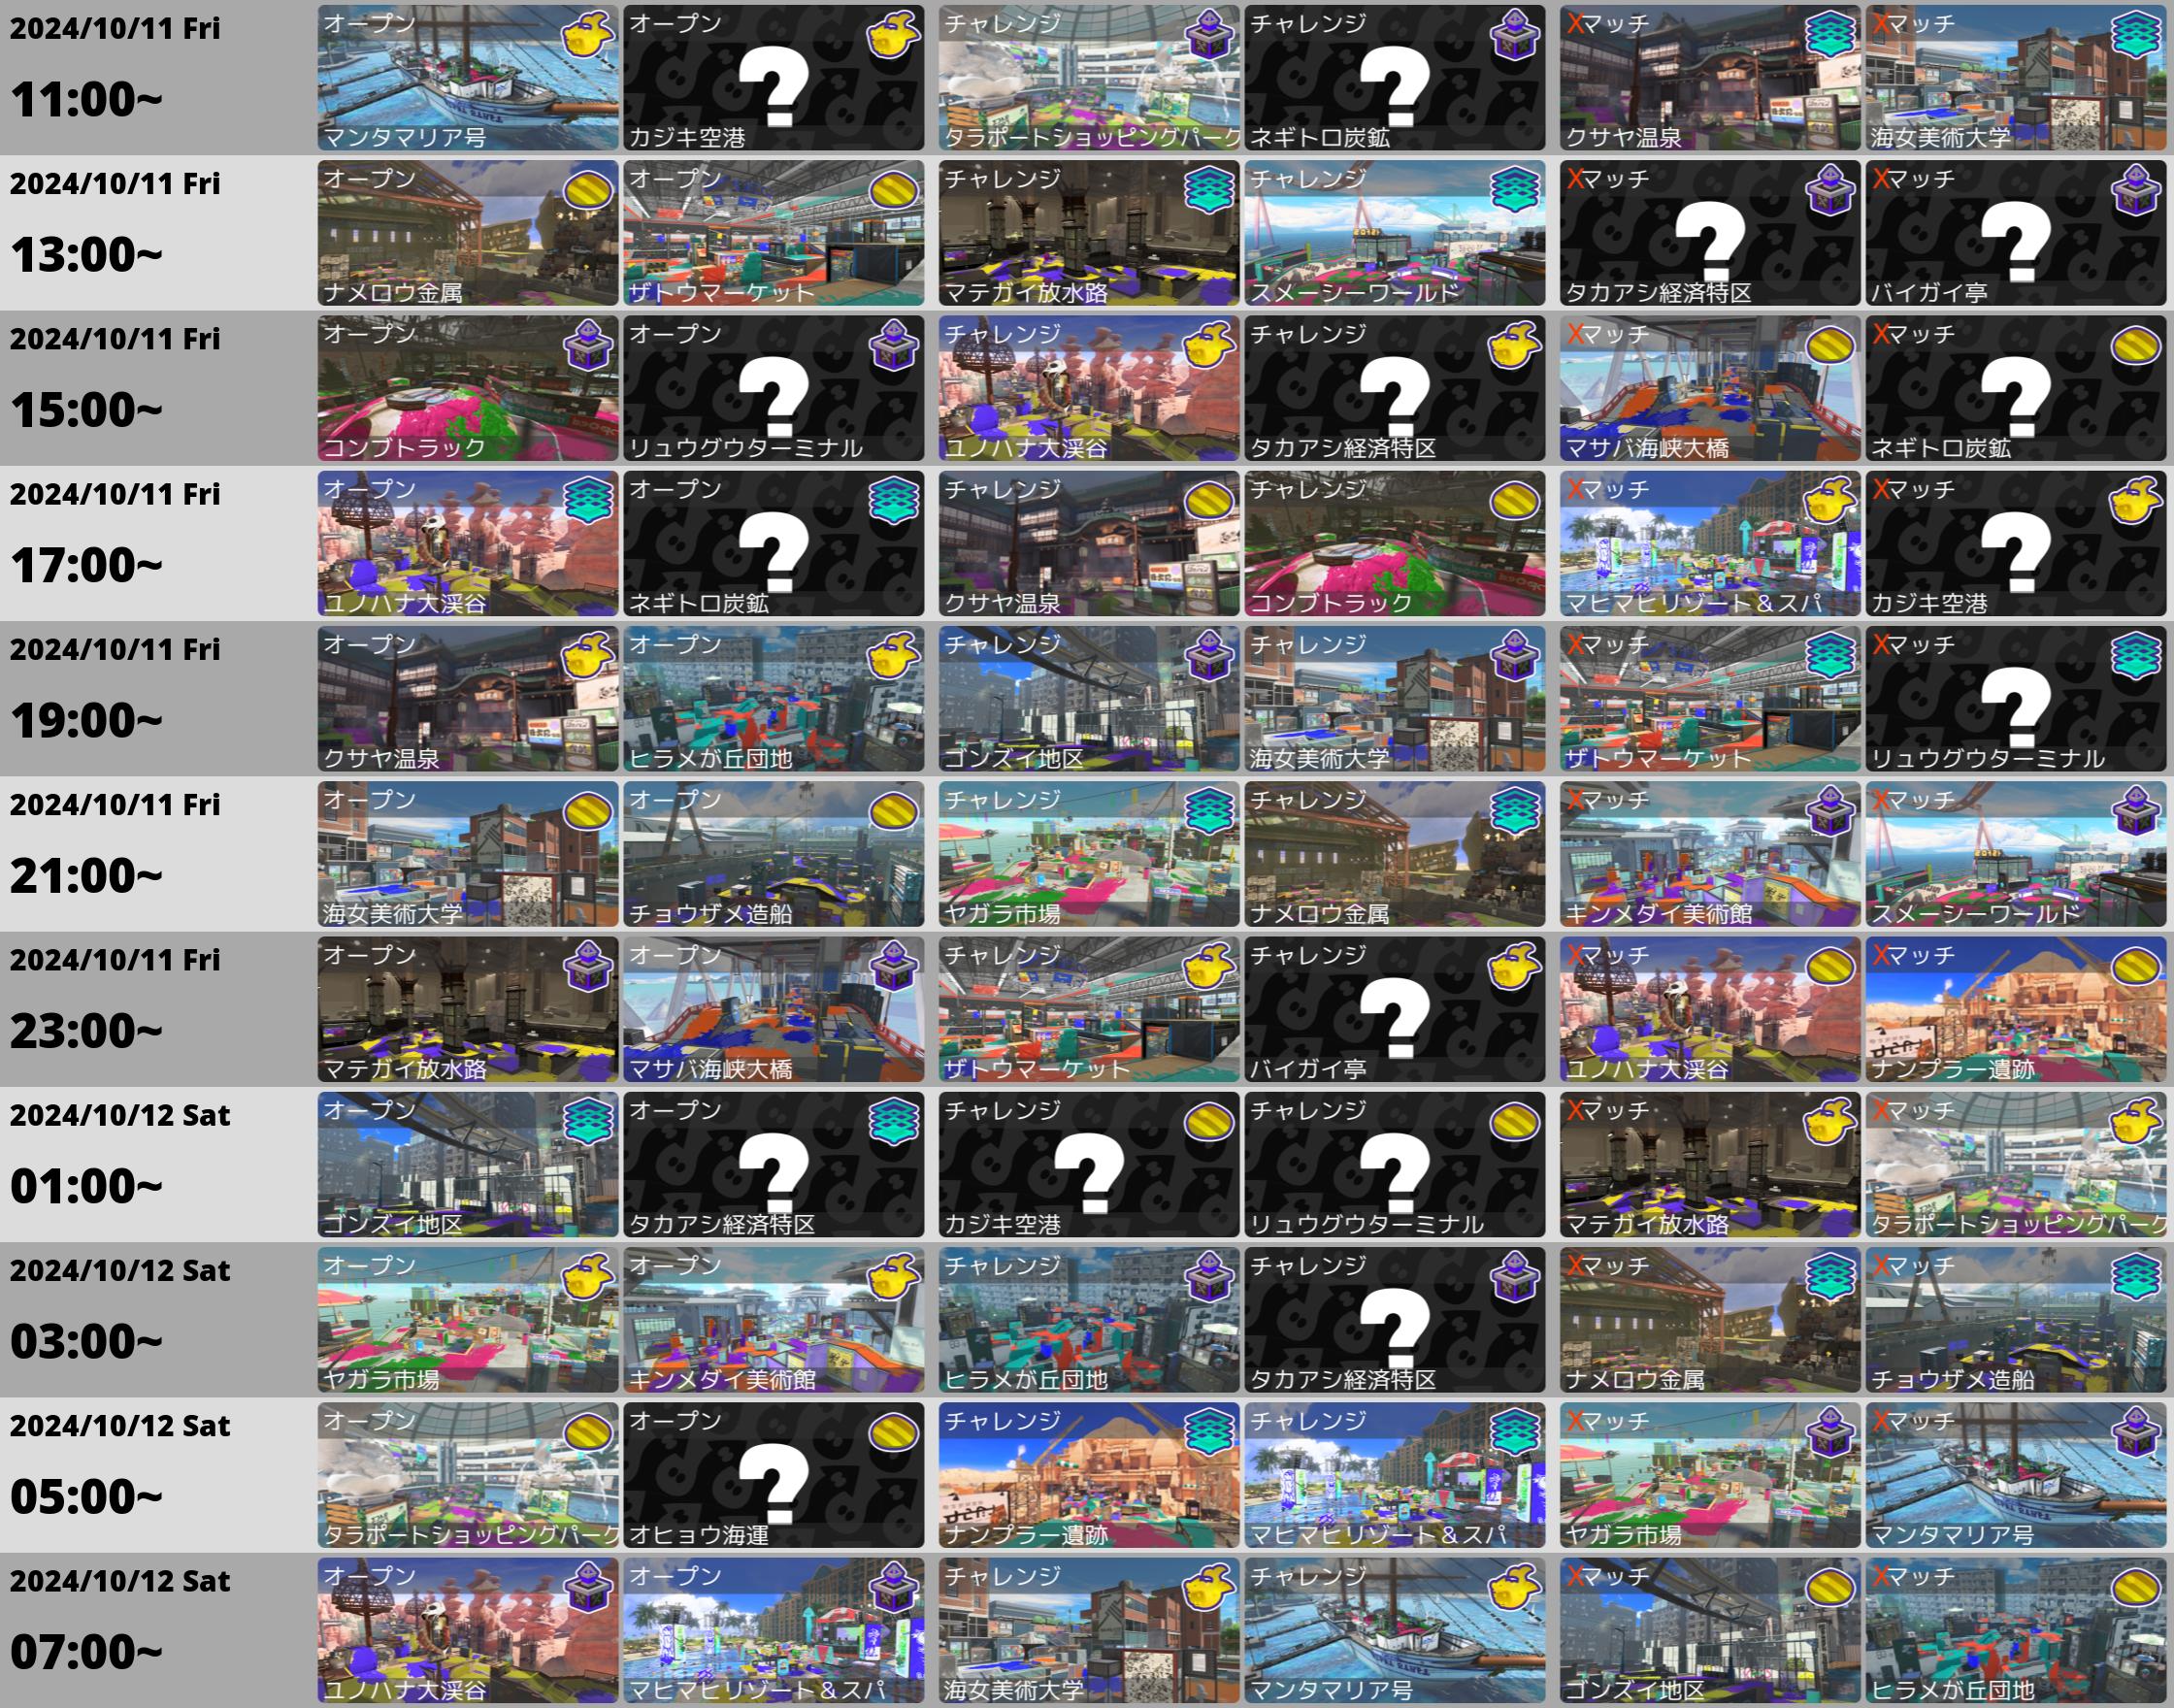 2024/10/11 Fri
11:00~
オープン
マンタマリア号
オープン
カジキ空港
チャレンジ
タラポートショッピングパーク
チャレンジ
ネギトロ炭鉱
Xマッチ
クサヤ温泉
Xマッチ
海女美術大学
2024/10/11 Fri
13:00~
オープン
ナメロウ金属
オープン
ザトウマーケット
チャレンジ
マテガイ放水路
チャレンジ
スメーシーワールド
Xマッチ
タカアシ経済特区
Xマッチ
バイガイ亭
2024/10/11 Fri
15:00~
オープン
コンブトラック
オープン
リュウグウターミナル
チャレンジ
ユノハナ大渓谷
チャレンジ
タカアシ経済特区
Xマッチ
マサバ海峡大橋
Xマッチ
ネギトロ炭鉱
2024/10/11 Fri
17:00~
オープン
ユノハナ大渓谷
オープン
ネギトロ炭鉱
チャレンジ
クサヤ温泉
チャレンジ
コンブトラック
Xマッチ
マヒマヒリゾート&スパ
Xマッチ
カジキ空港
2024/10/11 Fri
19:00~
オープン
クサヤ温泉
オープン
ヒラメが丘団地
チャレンジ
ゴンズイ地区
チャレンジ
海女美術大学
Xマッチ
ザトウマーケット
Xマッチ
リュウグウターミナル
2024/10/11 Fri
21:00~
オープン
海女美術大学
オープン
チョウザメ造船
チャレンジ
ヤガラ市場
チャレンジ
ナメロウ金属
Xマッチ
キンメダイ美術館
Xマッチ
スメーシーワールド
2024/10/11 Fri
23:00~
オープン
マテガイ放水路
オープン
マサバ海峡大橋
チャレンジ
ザトウマーケット
チャレンジ
バイガイ亭
Xマッチ
ユノハナ大渓谷
Xマッチ
ナンプラー遺跡
2024/10/12 Sat
01:00~
オープン
ゴンズイ地区
オープン
タカアシ経済特区
チャレンジ
カジキ空港
チャレンジ
リュウグウターミナル
Xマッチ
マテガイ放水路
Xマッチ
タラポートショッピングパーク
2024/10/12 Sat
03:00~
オープン
ヤガラ市場
オープン
キンメダイ美術館
チャレンジ
ヒラメが丘団地
チャレンジ
タカアシ経済特区
Xマッチ
ナメロウ金属
Xマッチ
チョウザメ造船
2024/10/12 Sat
05:00~
オープン
タラポートショッピングパーク
オープン
オヒョウ海運
チャレンジ
ナンプラー遺跡
チャレンジ
マヒマヒリゾート&スパ
Xマッチ
ヤガラ市場
Xマッチ
マンタマリア号
2024/10/12 Sat
07:00~
オープン
ユノハナ大渓谷
オープン
マヒマヒリゾート&スパ
チャレンジ
海女美術大学
チャレンジ
マンタマリア号
Xマッチ
ゴンズイ地区
Xマッチ
ヒラメが丘団地